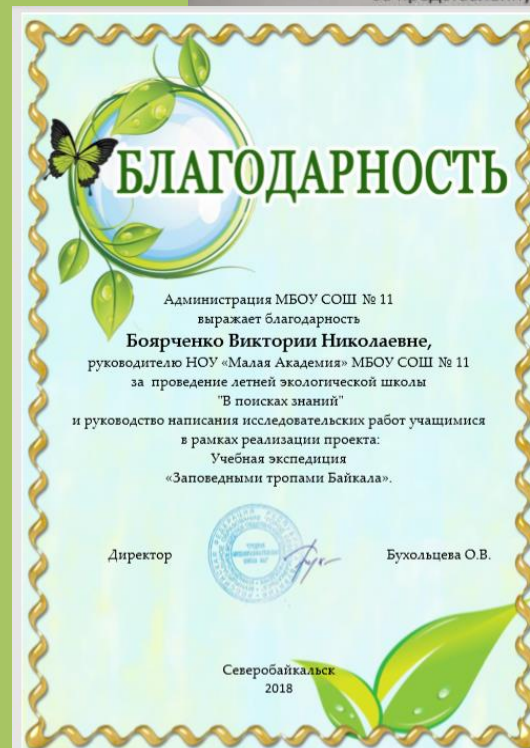 БЛАГОДАРНОСТЬ
Администрация МБОУ СОШ № 11
выражает благодарность
Боярченко Виктории Николаевне,
руководителю НОУ «Малая Академия» МБОУ СОШ № 11
за проведение летней экологической школы
"В поисках знаний"
и руководство написания исследовательских работ учащимися
в рамках реализации проекта:
Учебная экспедиция
«Заповедными тропами Байкала».
Директор Бухольцева О.В.
Северобайкальск
2018